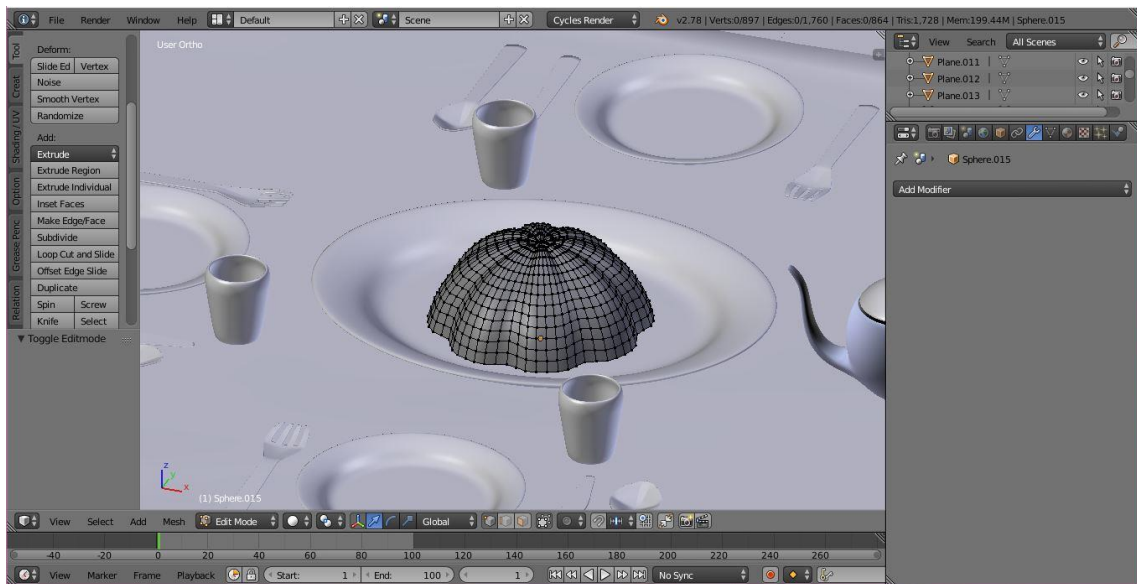 File Render Window Help Default Scene Cycles Render v2.78 | Verts:0/897 | Edges:0/1,760 | Faces:0/864 | Tris:1,728 | Mem:199.44M | Sphere.015
Tool
Creat
Shading / UV
Option
Grease Penc
Relation
Deform:
Slide Ed Vertex
Noise
Smooth Vertex
Randomize
Add:
Extrude
Extrude Region
Extrude Individual
Inset Faces
Make Edge/Face
Subdivide
Loop Cut and Slide
Offset Edge Slide
Duplicate
Spin Screw
Knife Select
Toggle Editmode
User Ortho
z
y
x
(1) Sphere.015
View Search All Scenes
Plane.011
Plane.012
Plane.013
Sphere.015
Add Modifier
View Select Add Mesh Edit Mode Global
-40 -20 0 20 40 60 80 100 120 140 160 180 200 220 240 260
View Marker Frame Playback Start: 1 End: 100 1 No Sync